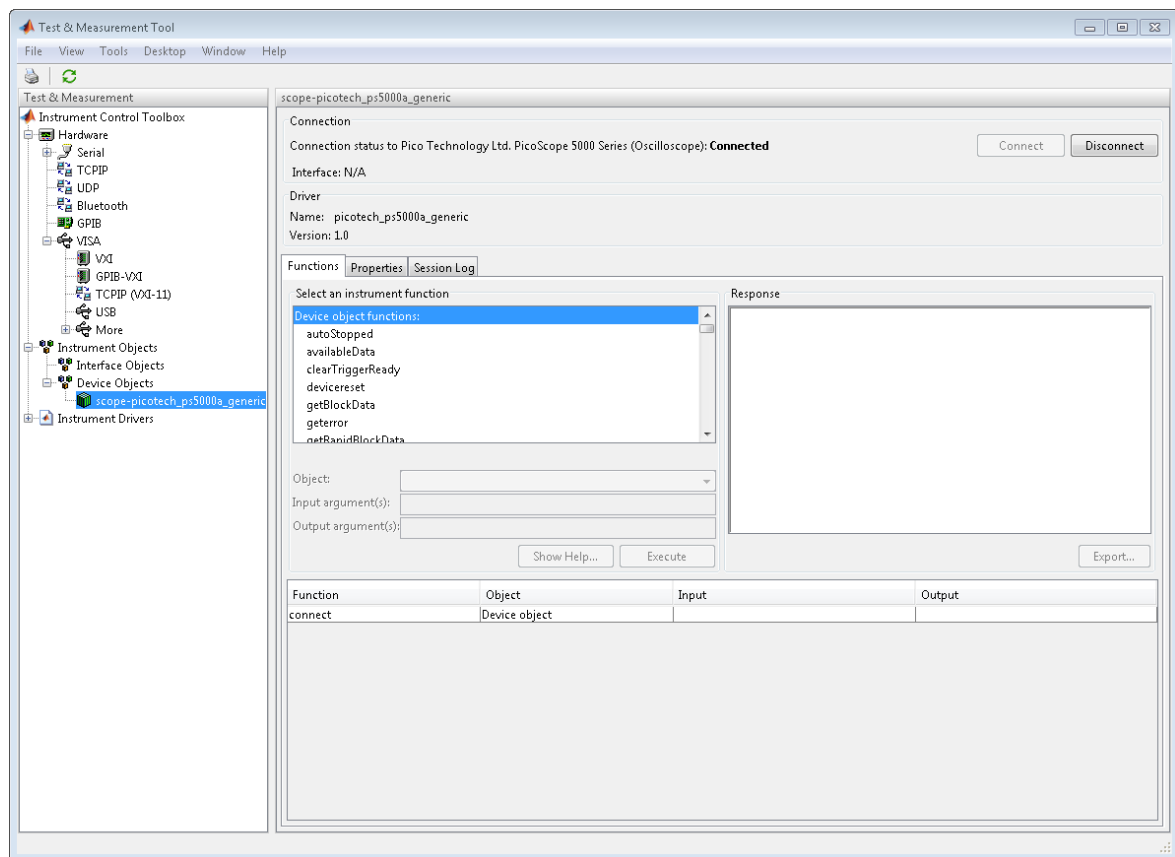 Test & Measurement Tool
File View Tools Desktop Window Help
Test & Measurement
Instrument Control Toolbox
Hardware
Serial
TCPIP
UDP
Bluetooth
GPIB
VISA
VXI
GPIB-VXI
TCPIP (VXI-11)
USB
More
Instrument Objects
Interface Objects
Device Objects
scope-picotech_ps5000a_generic
Instrument Drivers
scope-picotech_ps5000a_generic
Connection
Connection status to Pico Technology Ltd. PicoScope 5000 Series (Oscilloscope): Connected
Connect Disconnect
Interface: N/A
Driver
Name: picotech_ps5000a_generic
Version: 1.0
Functions Properties Session Log
Select an instrument function
Device object functions:
autoStopped
availableData
clearTriggerReady
devicereset
getBlockData
geterror
getRapidBlockData
Object:
Input argument(s):
Output argument(s):
Show Help... Execute
Response
Export...
Function Object Input Output
connect Device object